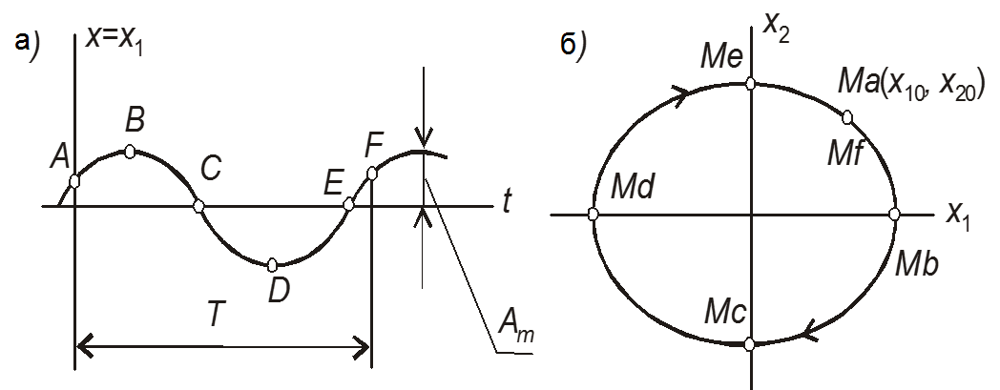 а)
x=x₁
A
B
C
D
E
F
t
T
Aₘ
б)
x₂
x₁
Me
Ma(x₁₀, x₂₀)
Mf
Md
Mb
Mc